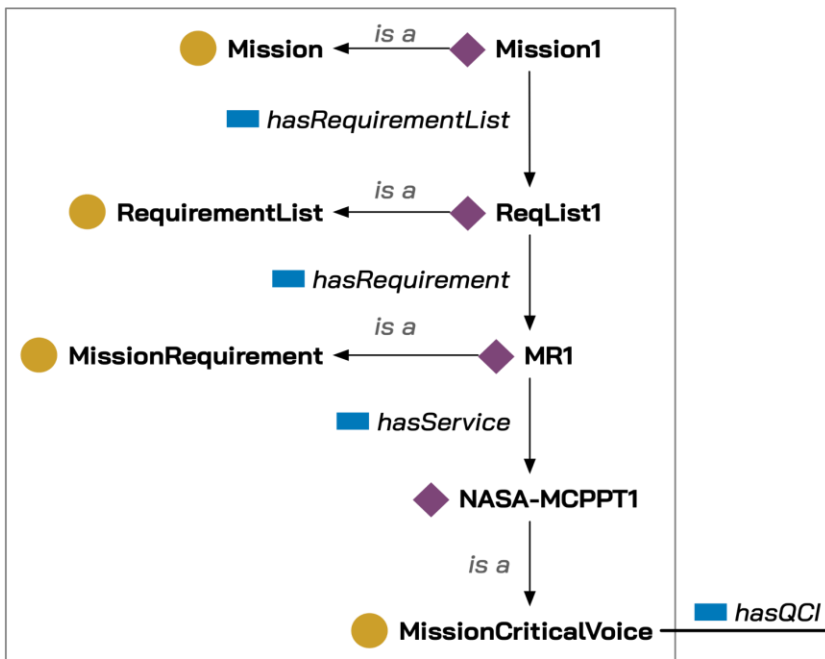 Mission is a Mission1
hasRequirementList
RequirementList is a ReqList1
hasRequirement
MissionRequirement is a MR1
hasService
NASA-MCPPT1
is a
MissionCriticalVoice hasQCI